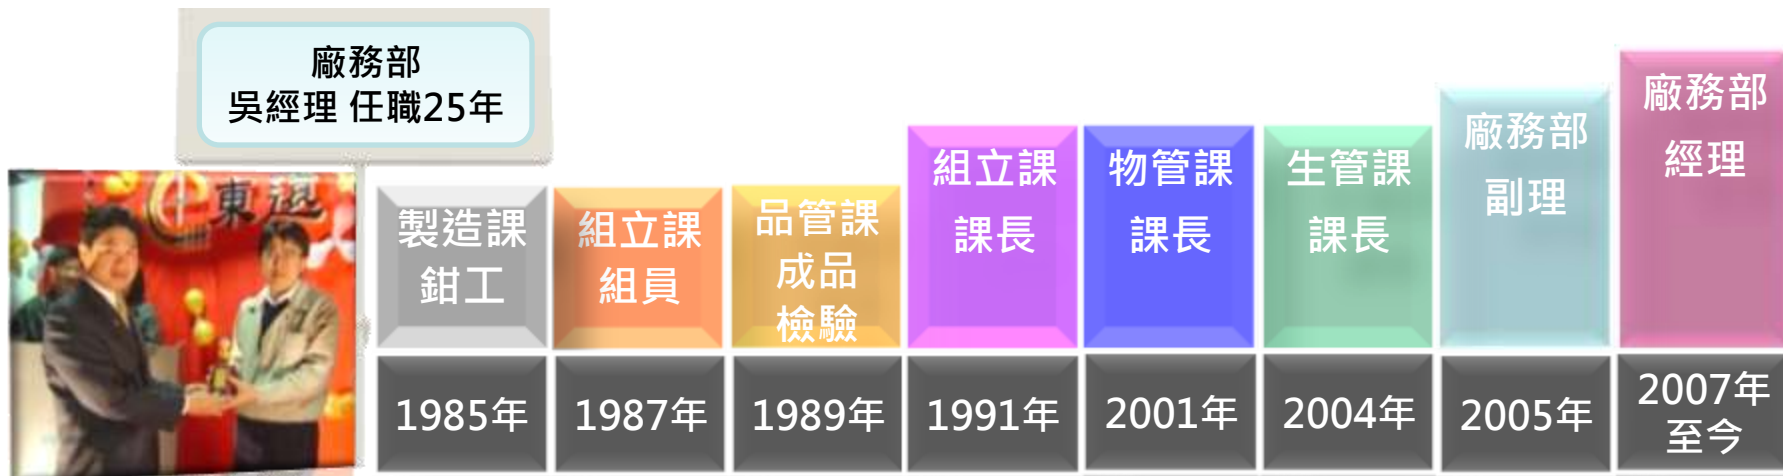 廠務部
吳經理 任職25年
東遠
製造課
鉗工
組立課
組員
品管課
成品
檢驗
組立課
課長
物管課
課長
生管課
課長
廠務部
副理
廠務部
經理
1985年
1987年
1989年
1991年
2001年
2004年
2005年
2007年
至今